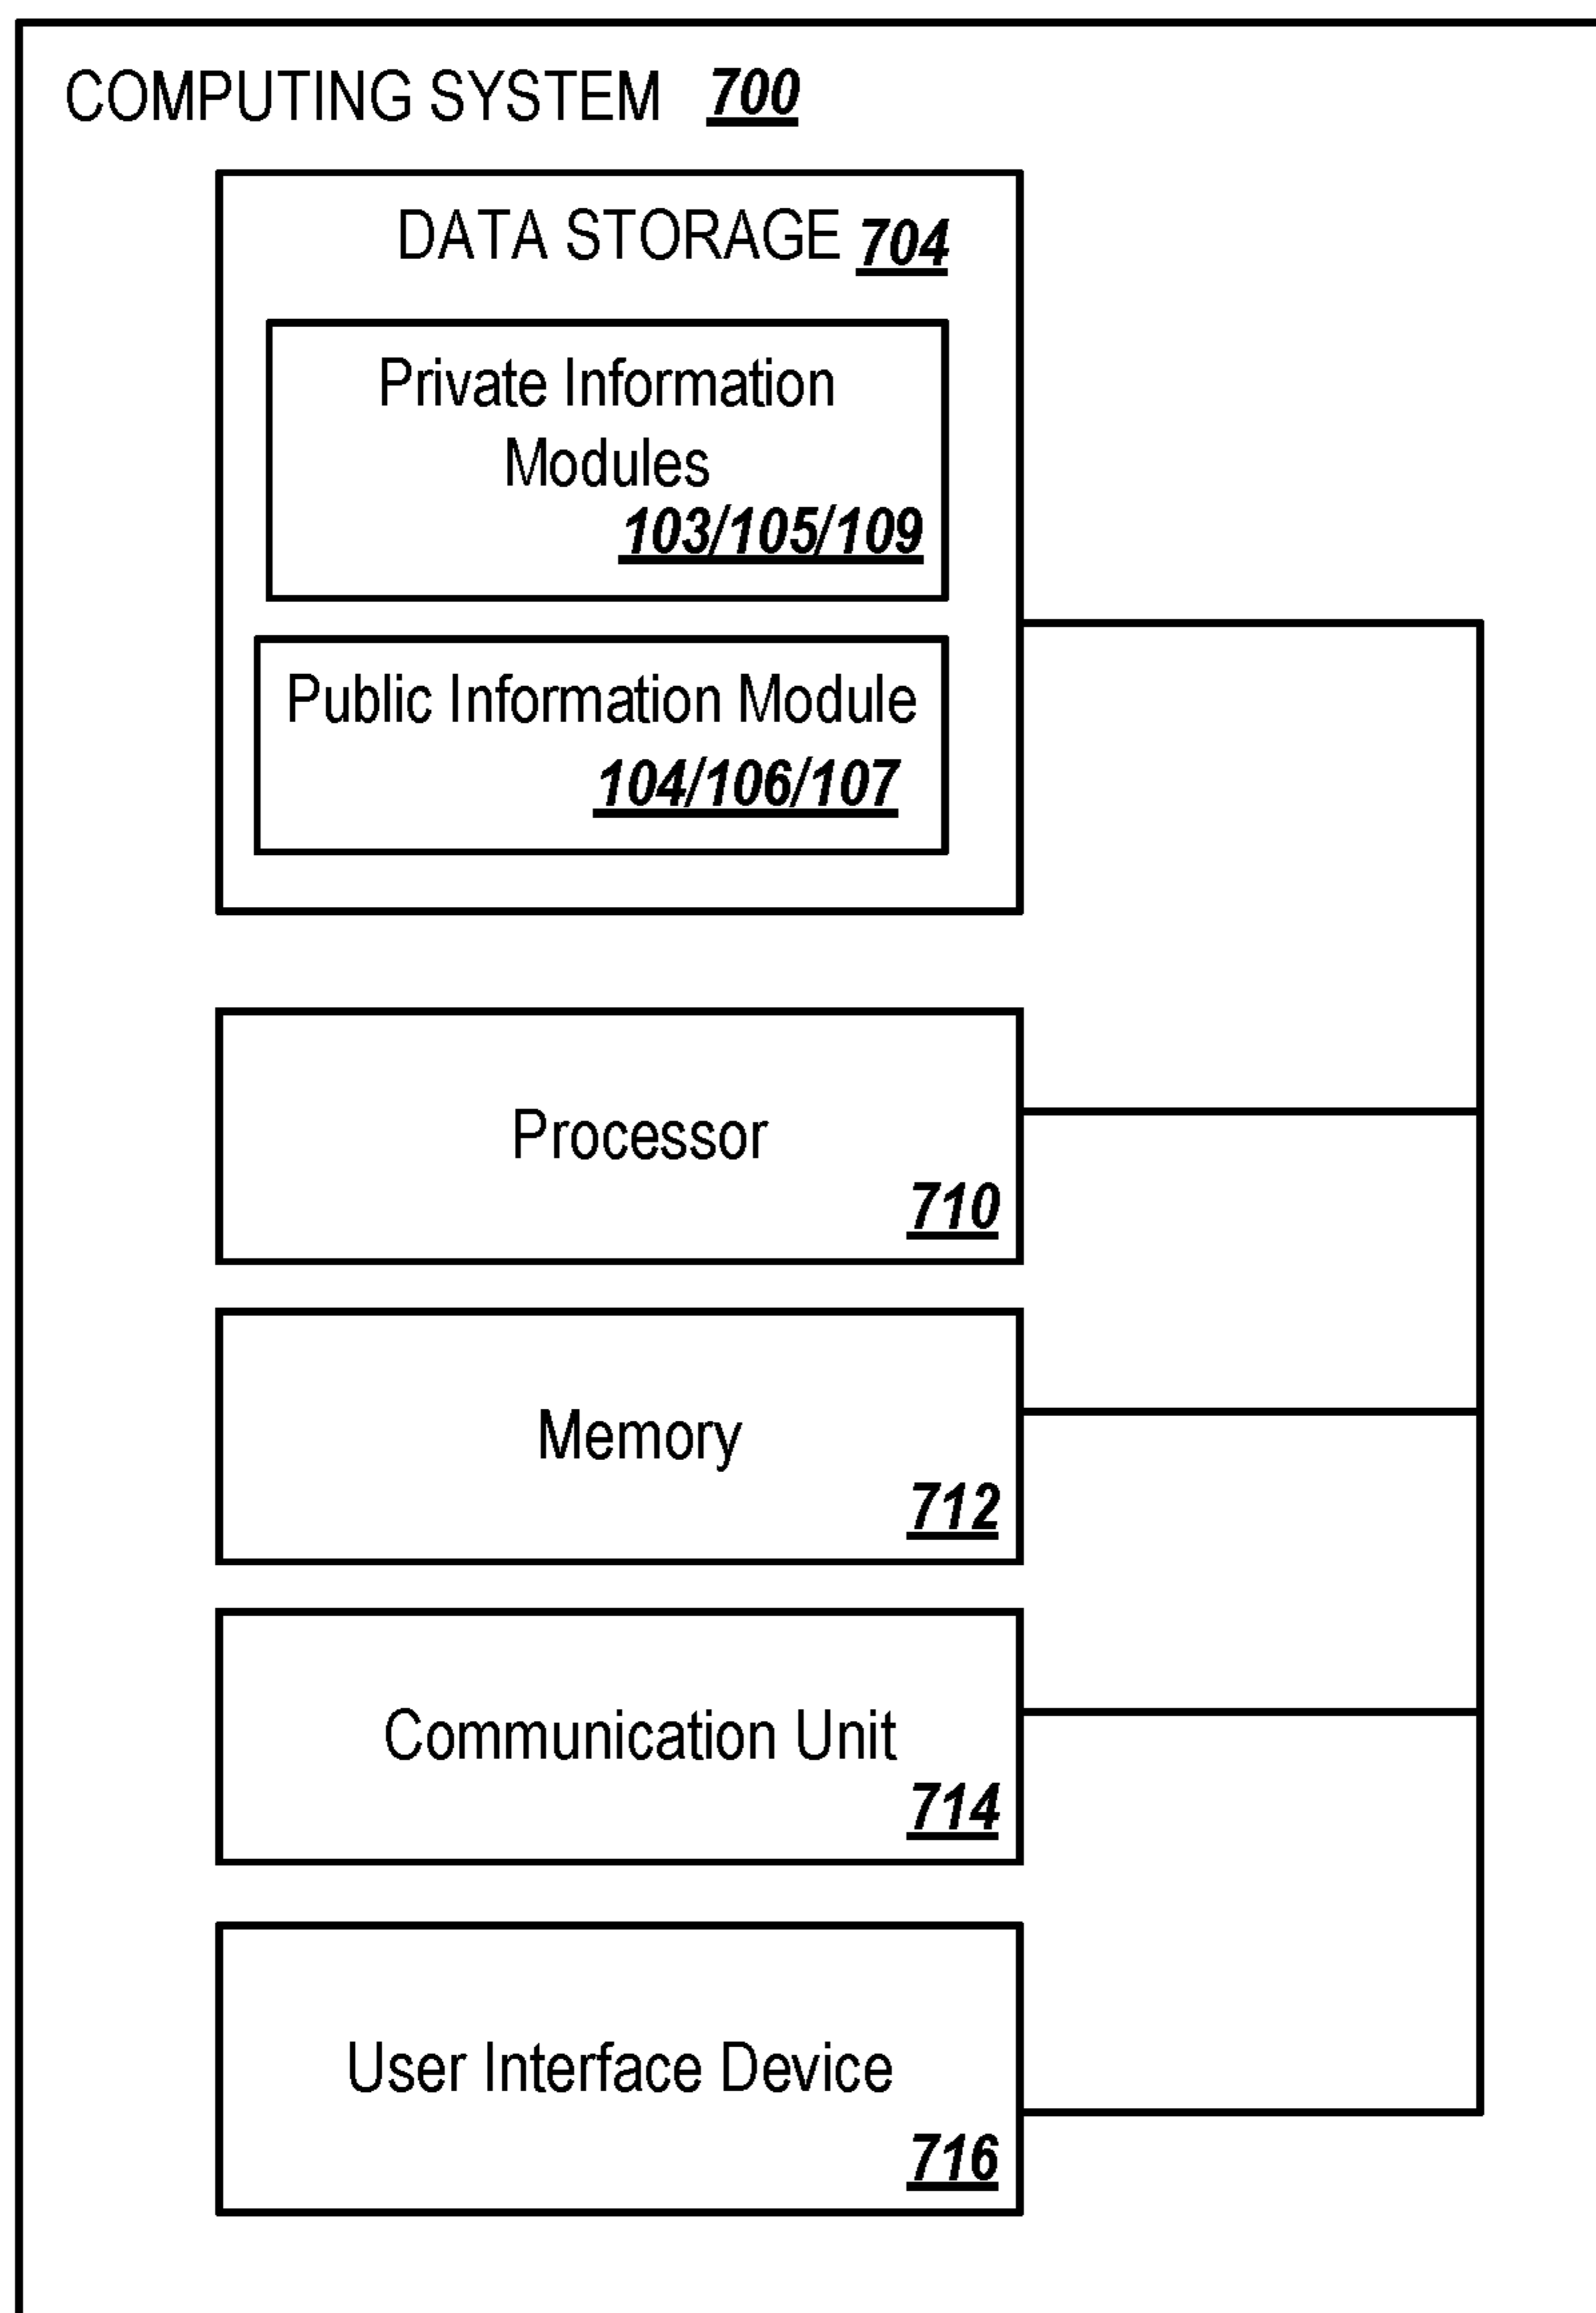 COMPUTING SYSTEM 700
DATA STORAGE 704
Private Information
Modules
103/105/109
Public Information Module
104/106/107
Processor
710
Memory
712
Communication Unit
714
User Interface Device
716